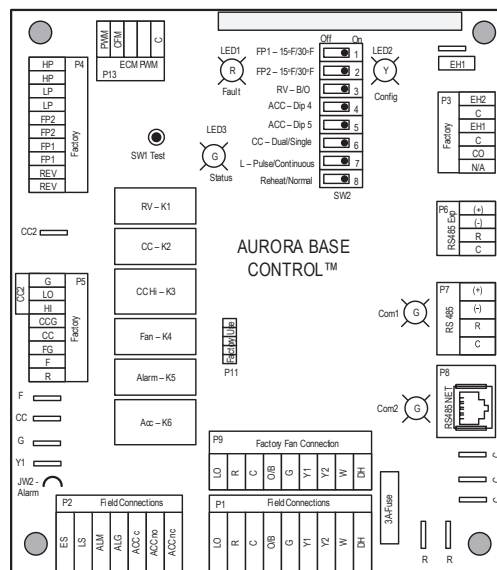 PWM
CFM
C
ECM PWM
P13
LED1
R
Fault
Off On
FP1 – 15ºF/30ºF 1
FP2 – 15ºF/30ºF 2
RV – B/O 3
ACC – Dip 4 4
ACC – Dip 5 5
CC – Dual/Single 6
L – Pulse/Continuous 7
Reheat/Normal 8
SW2
LED2
Y
Config
EH1
P4
HP
HP
LP
LP
FP2
FP2
FP1
FP1
REV
REV
Factory
SW1 Test
LED3
G
Status
P3
EH2
C
EH1
C
CO
N/A
Factory
RV – K1
CC – K2
CC Hi – K3
Fan – K4
Alarm – K5
Acc – K6
AURORA BASE
CONTROL™
P6
RS485 Exp
(+)
(-)
R
C
CC2
CC2
P5
G
LO
HI
CCG
CC
FG
F
R
Factory
Factory Use
P11
Com1
G
P7
RS 485
(+)
(-)
R
C
Com2
G
P8
RS485 NET
F
CC
G
Y1
JW2 -
Alarm
P9
Factory Fan Connection
LO
R
C
O/B
G
Y1
Y2
W
DH
P2
Field Connections
ES
LS
ALM
ALG
ACC c
ACC no
ACC nc
P1
Field Connections
LO
R
C
O/B
G
Y1
Y2
W
DH
3A-Fuse
C
C
C
R
R